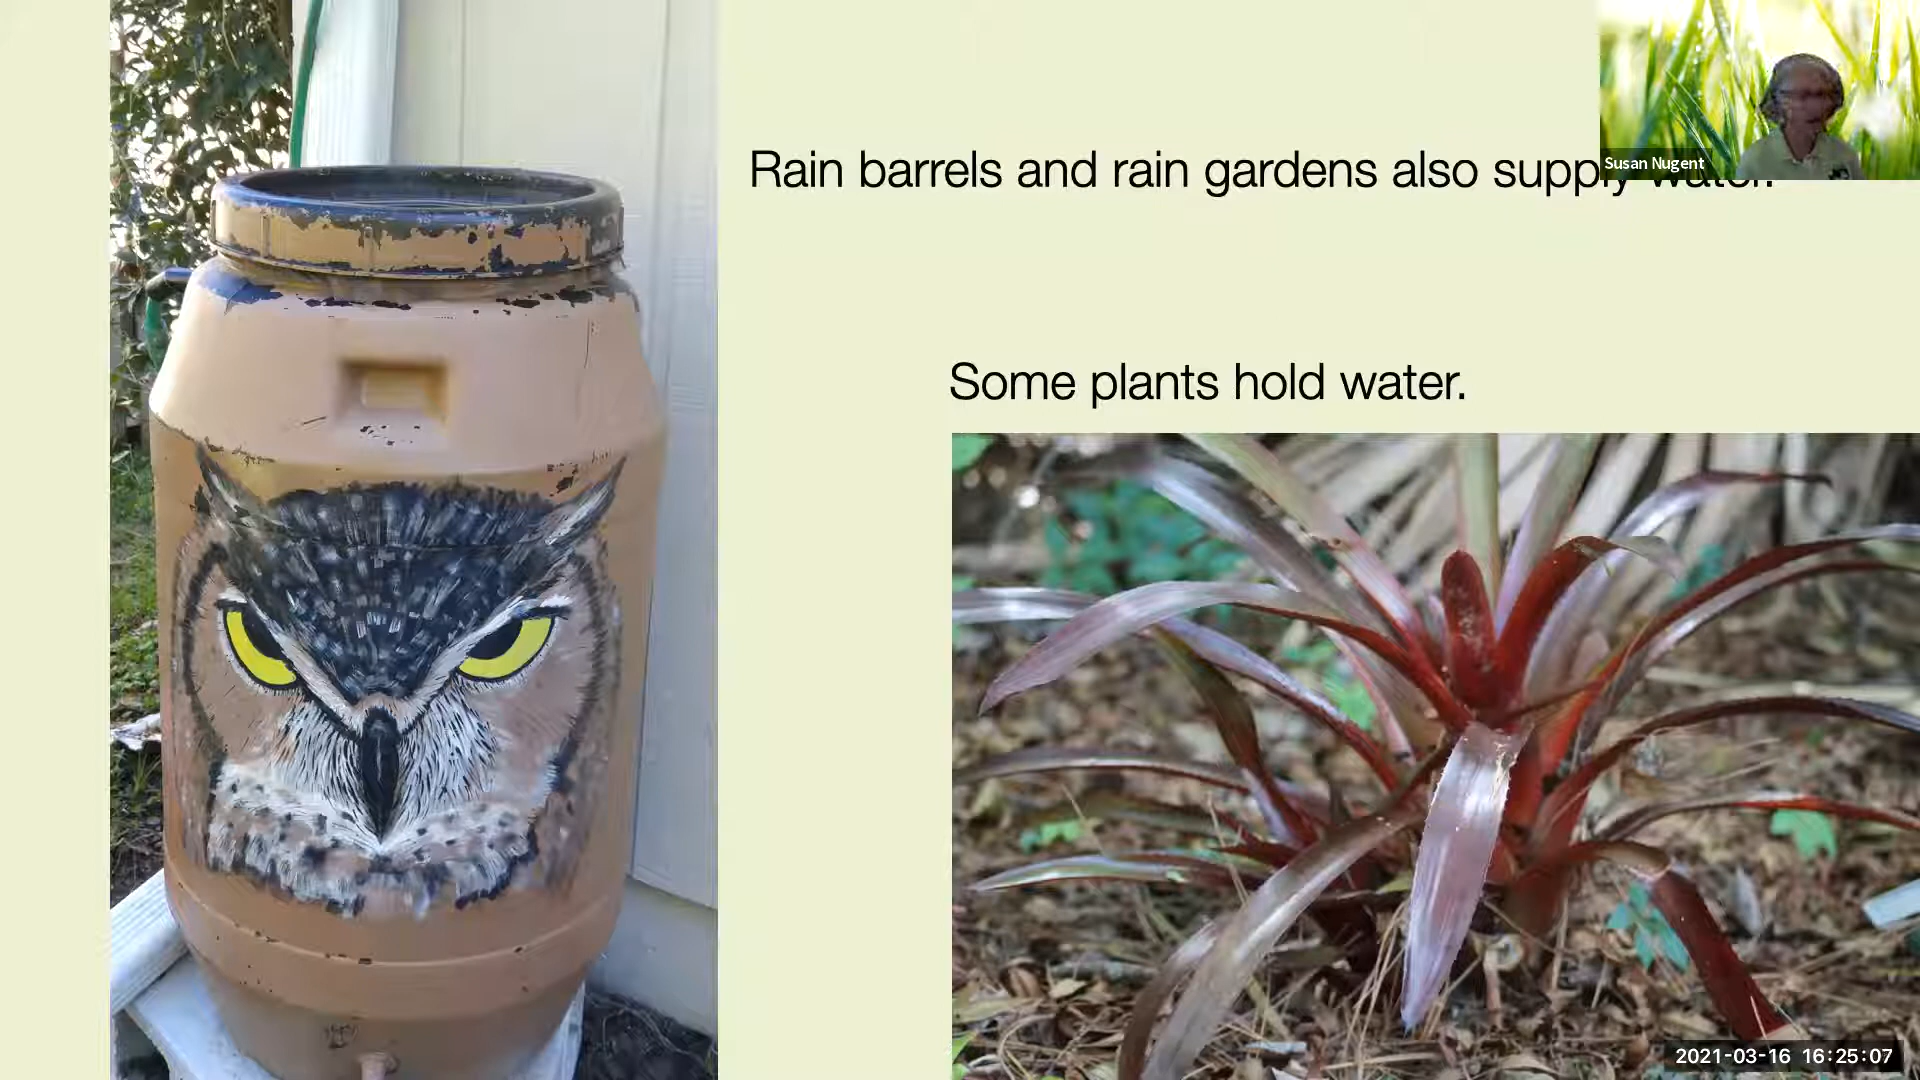 Rain barrels and rain gardens also supply water.
Susan Nugent
Some plants hold water.
2021-03-16 16:25:07